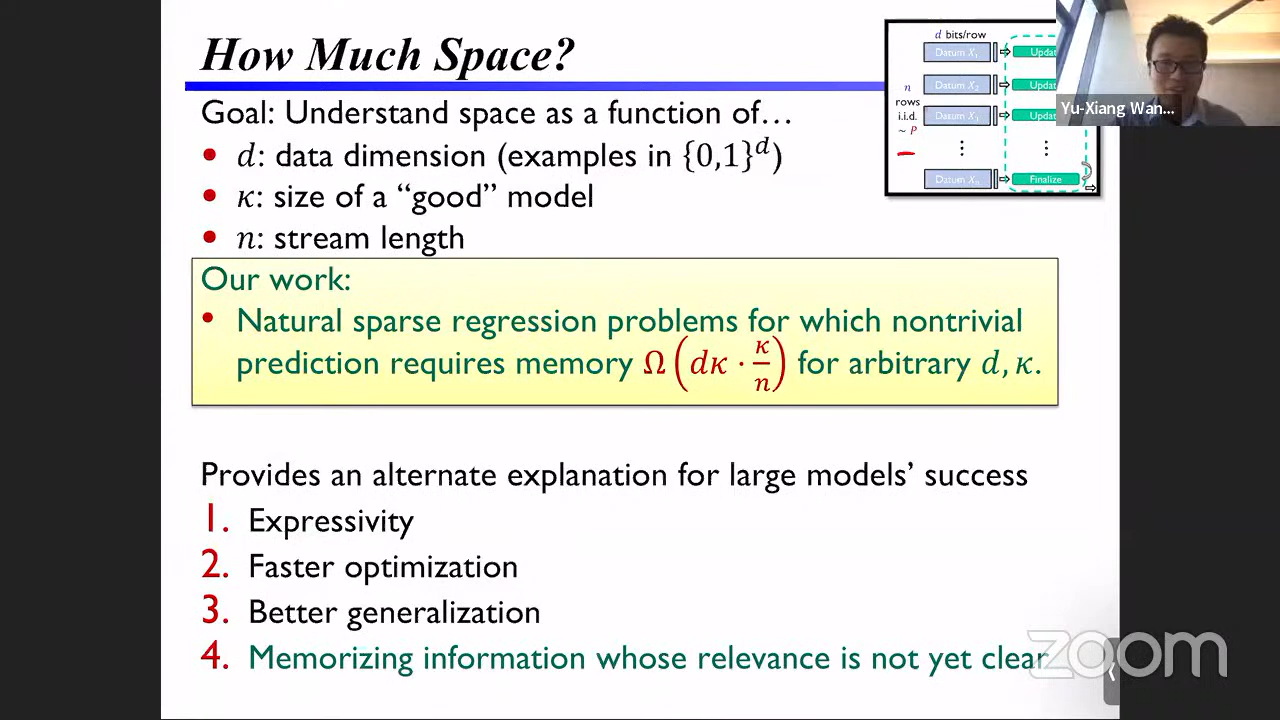 How Much Space?
Goal: Understand space as a function of…
• d: data dimension (examples in {0,1}^d)
• κ: size of a “good” model
• n: stream length
Our work:
• Natural sparse regression problems for which nontrivial
prediction requires memory Ω(dκ · κ/n) for arbitrary d, κ.
Provides an alternate explanation for large models’ success
1. Expressivity
2. Faster optimization
3. Better generalization
4. Memorizing information whose relevance is not yet clear
d bits/row
n
rows
i.i.d.
~ P
Datum X₁
Datum X₂
Datum X₃
⋮
⋮
Finalize
Yu-Xiang Wan...
zoom